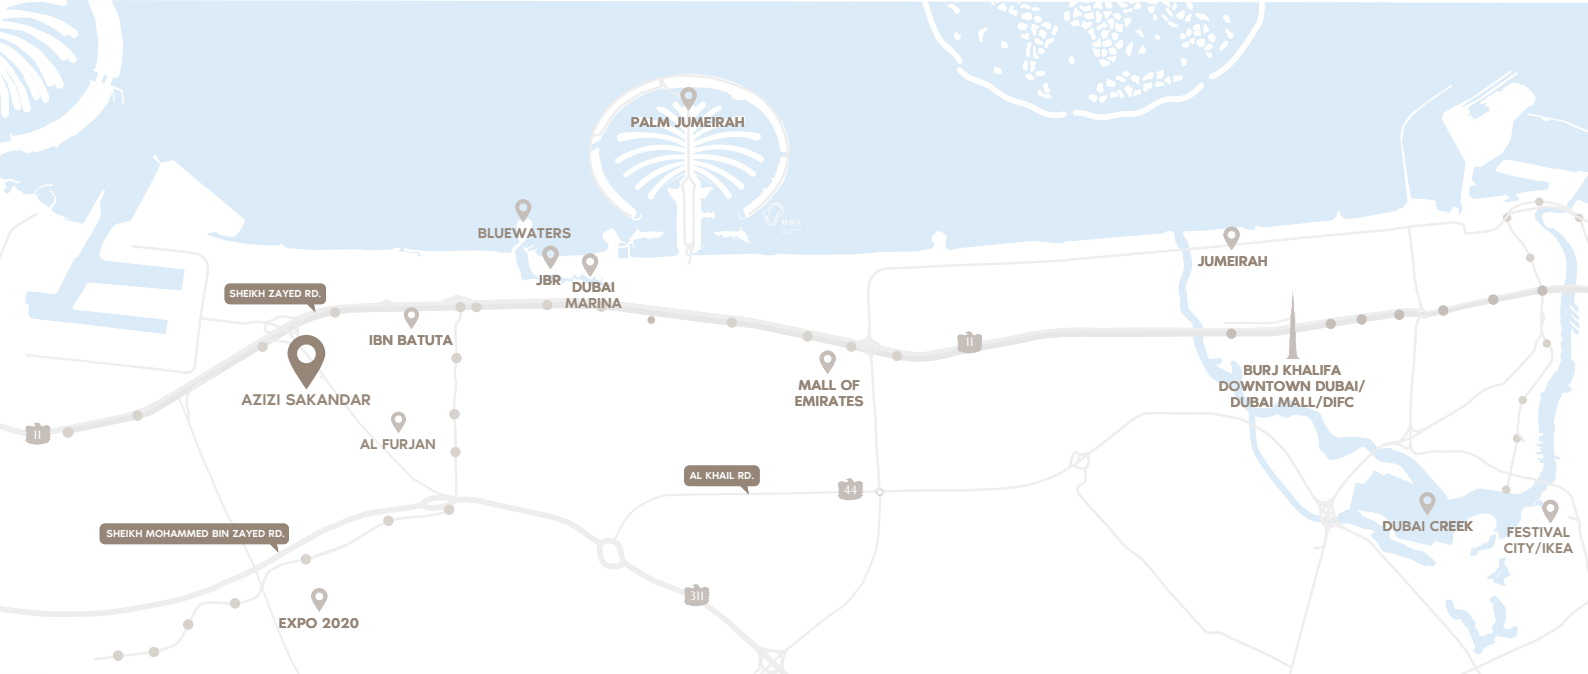 PALM JUMEIRAH
BLUEWATERS
JBR
DUBAI
MARINA
JUMEIRAH
SHEIKH ZAYED RD.
IBN BATUTA
11
AZIZI SAKANDAR
MALL OF
EMIRATES
BURJ KHALIFA
DOWNTOWN DUBAI/
DUBAI MALL/DIFC
11
AL FURJAN
AL KHAIL RD.
44
SHEIKH MOHAMMED BIN ZAYED RD.
DUBAI CREEK
FESTIVAL
CITY/IKEA
311
EXPO 2020